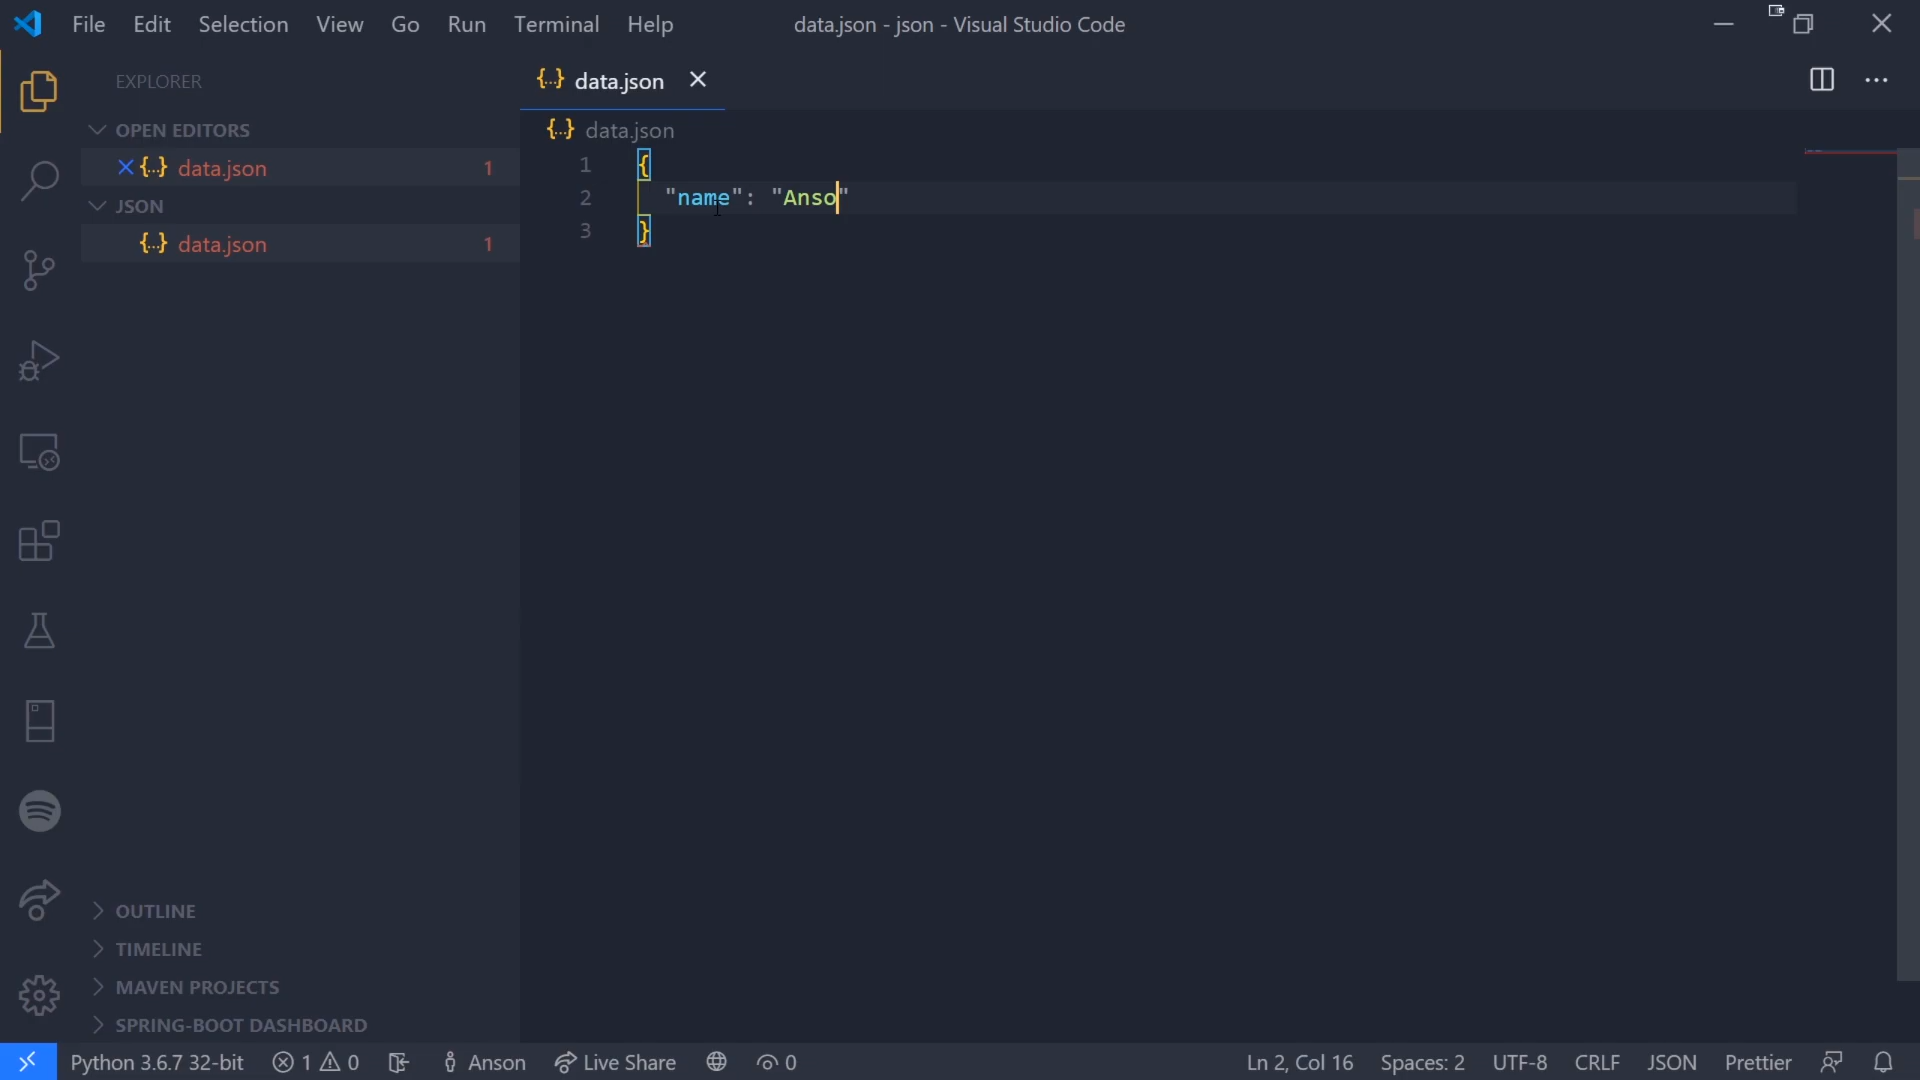 File Edit Selection View Go Run Terminal Help
data.json - json - Visual Studio Code
EXPLORER
OPEN EDITORS
{..} data.json 1
JSON
{..} data.json 1
{..} data.json
{..} data.json
1 {
2 "name": "Anso"
3 }
OUTLINE
TIMELINE
MAVEN PROJECTS
SPRING-BOOT DASHBOARD
Python 3.6.7 32-bit 1 0 Anson Live Share 0 Ln 2, Col 16 Spaces: 2 UTF-8 CRLF JSON Prettier